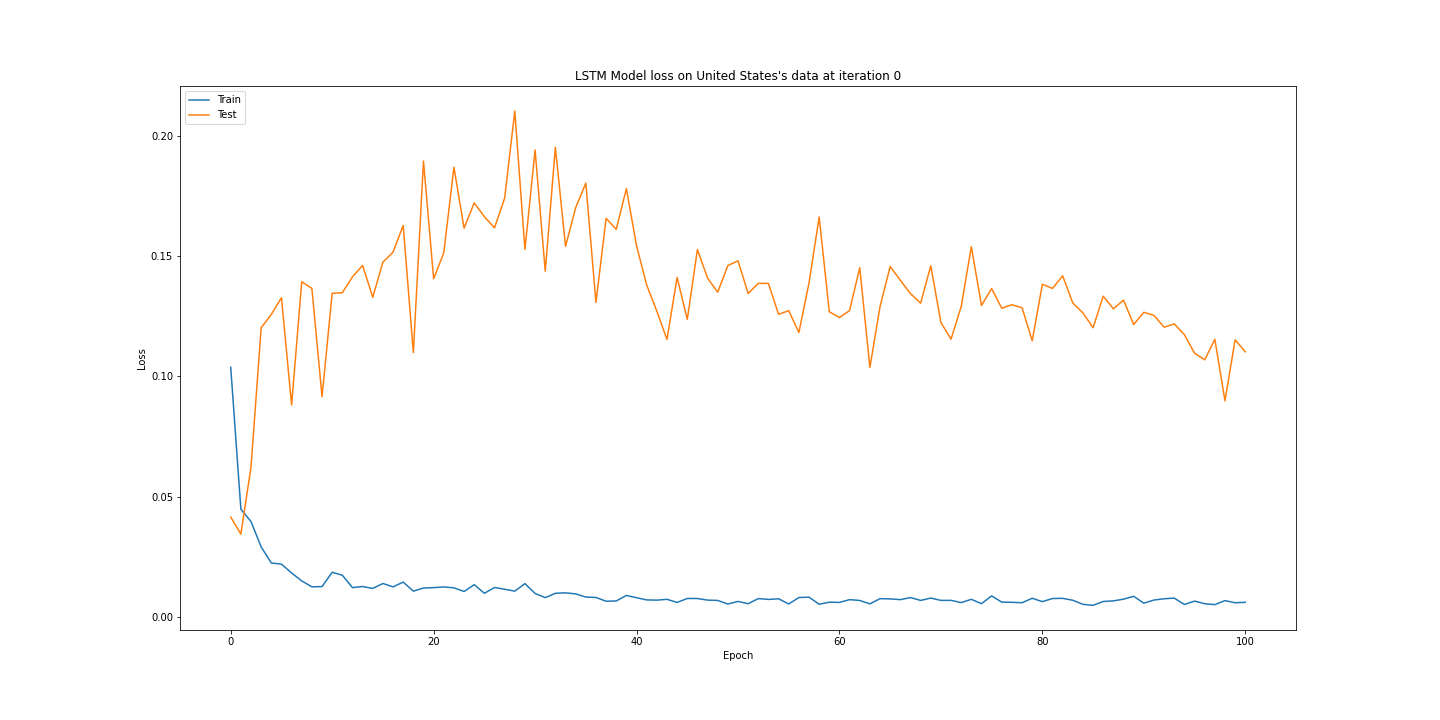 LSTM Model loss on United States's data at iteration 0
Train
Test
0.20
0.15
0.10
0.05
0.00
Loss
0 20 40 60 80 100
Epoch